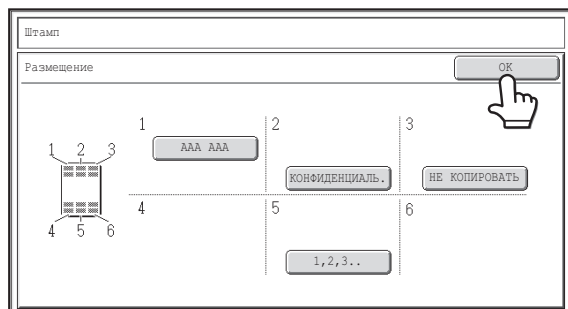 Штамп
Размещение
OK
1
2
3
AAA AAA
КОНФИДЕНЦИАЛЬ.
НЕ КОПИРОВАТЬ
1 2 3
4
5
6
4 5 6
1,2,3..